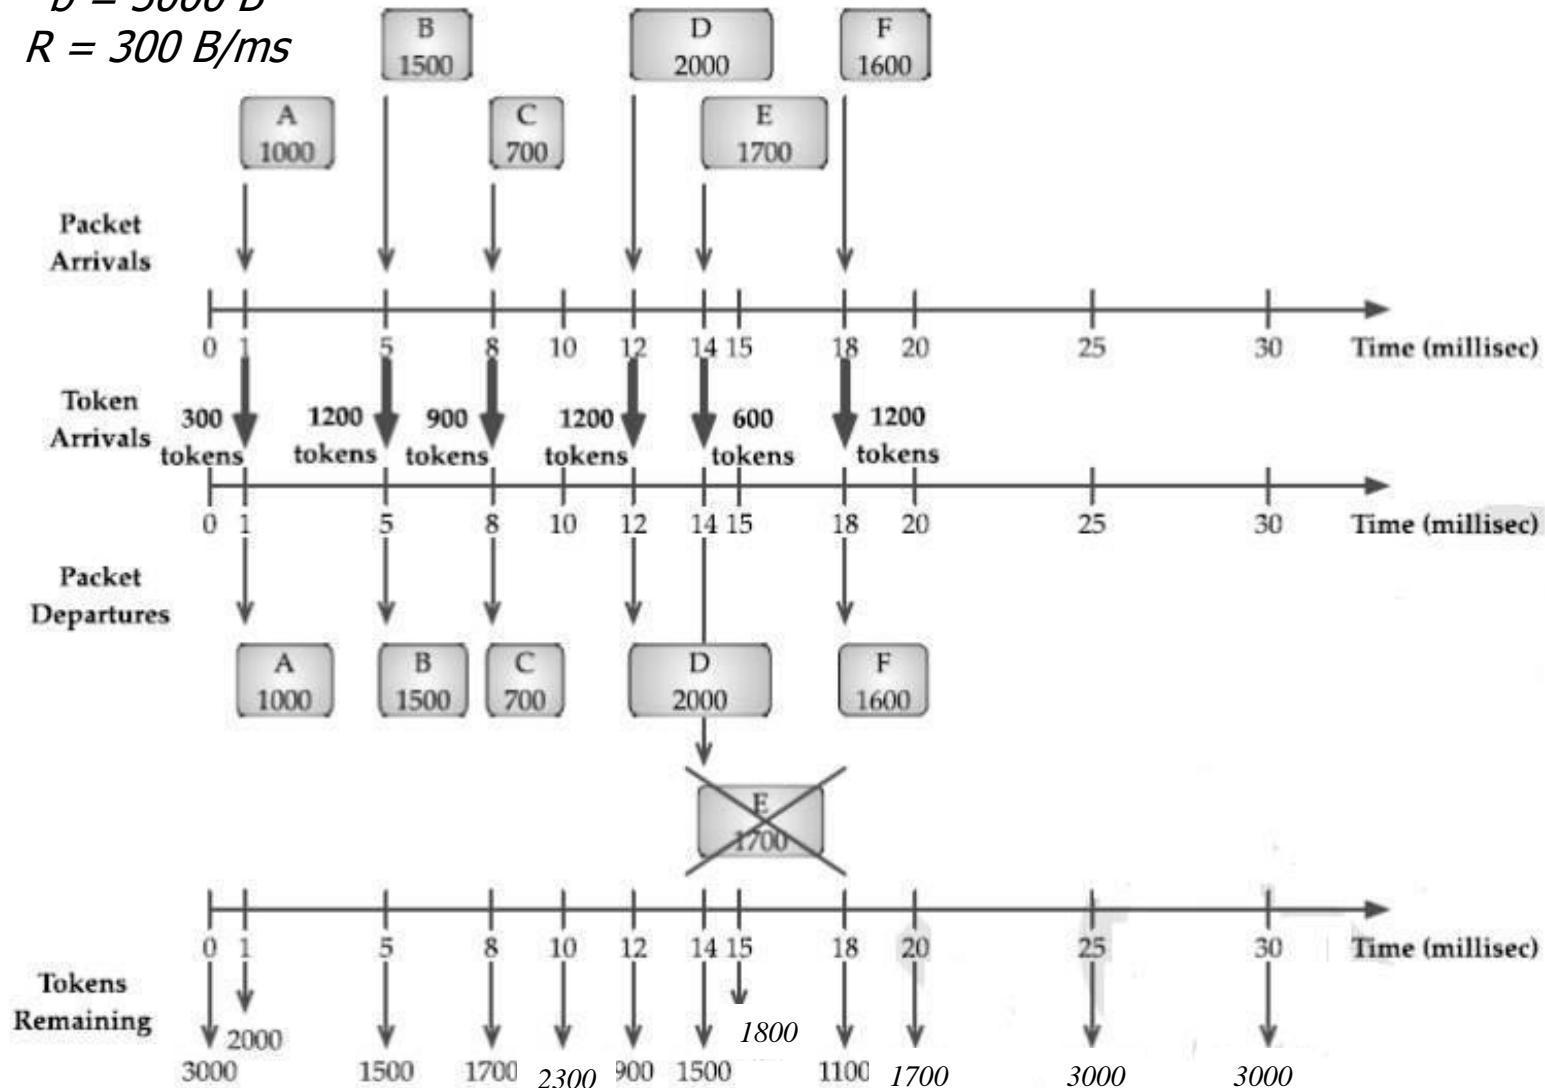 b = 3000 B
R = 300 B/ms
B
1500
D
2000
F
1600
A
1000
C
700
E
1700
Packet
Arrivals
0 1 5 8 10 12 14 15 18 20 25 30 Time (millisec)
Token
Arrivals
300
tokens
1200
tokens
900
tokens
1200
tokens
600
tokens
1200
tokens
0 1 5 8 10 12 14 15 18 20 25 30 Time (millisec)
Packet
Departures
A
1000
B
1500
C
700
D
2000
F
1600
E
1700
0 1 5 8 10 12 14 15 18 20 25 30 Time (millisec)
Tokens
Remaining
2000
1800
3000 1500 1700 2300 900 1500 1100 1700 3000 3000